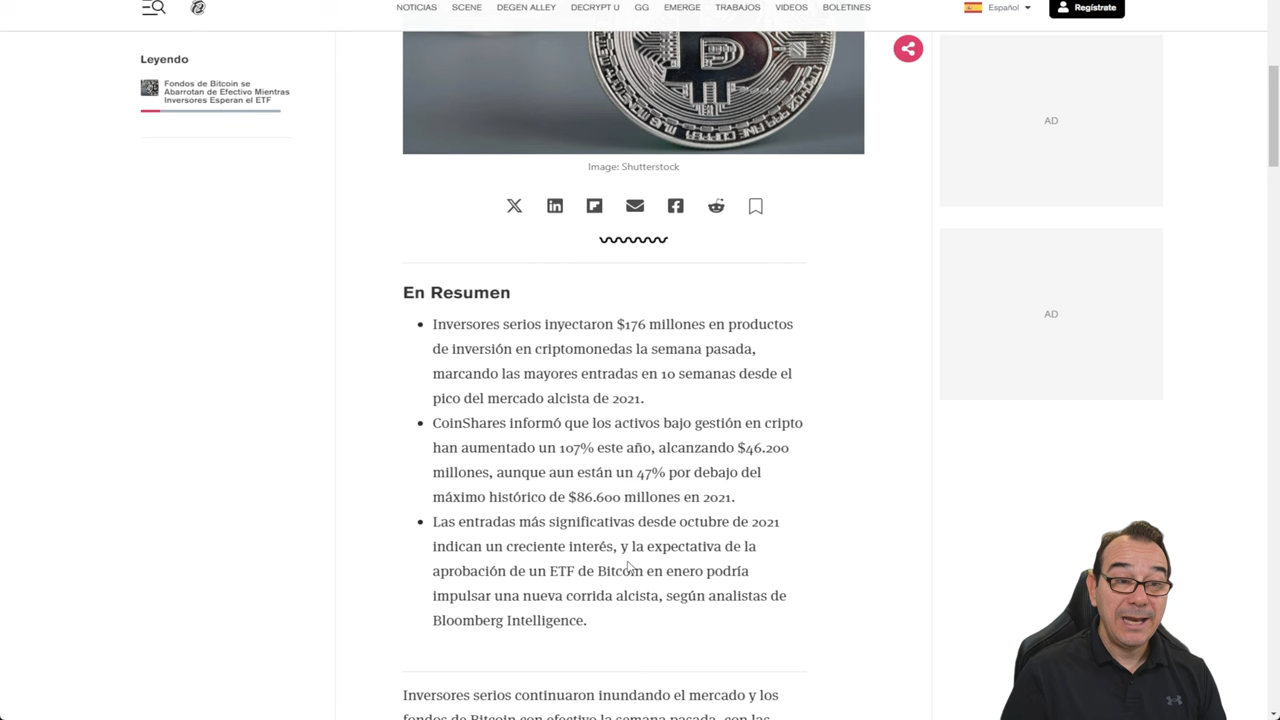 NOTICIAS SCENE DEGEN ALLEY DECRYPT U GG EMERGE TRABAJOS VIDEOS BOLETINES Español Regístrate
Leyendo
Fondos de Bitcoin se
Abarrotan de Efectivo Mientras
Inversores Esperan el ETF
AD
Image: Shutterstock
AD
En Resumen
Inversores serios inyectaron $176 millones en productos
de inversión en criptomonedas la semana pasada,
marcando las mayores entradas en 10 semanas desde el
pico del mercado alcista de 2021.
CoinShares informó que los activos bajo gestión en cripto
han aumentado un 107% este año, alcanzando $46.200
millones, aunque aun están un 47% por debajo del
máximo histórico de $86.600 millones en 2021.
Las entradas más significativas desde octubre de 2021
indican un creciente interés, y la expectativa de la
aprobación de un ETF de Bitcoin en enero podría
impulsar una nueva corrida alcista, según analistas de
Bloomberg Intelligence.
Inversores serios continuaron inundando el mercado y los
fondos de Bitcoin con efectivo la semana pasada, con las